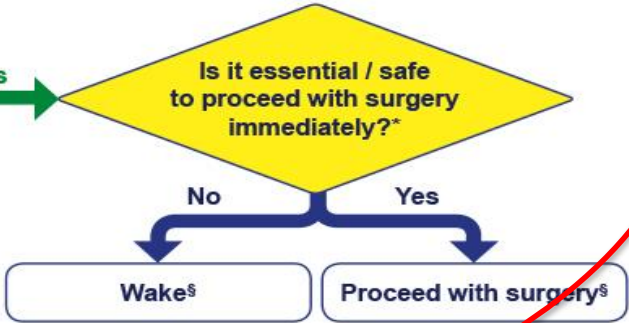 s
Is it essential / safe
to proceed with surgery
immediately?*
No
Yes
Wake§
Proceed with surgery§